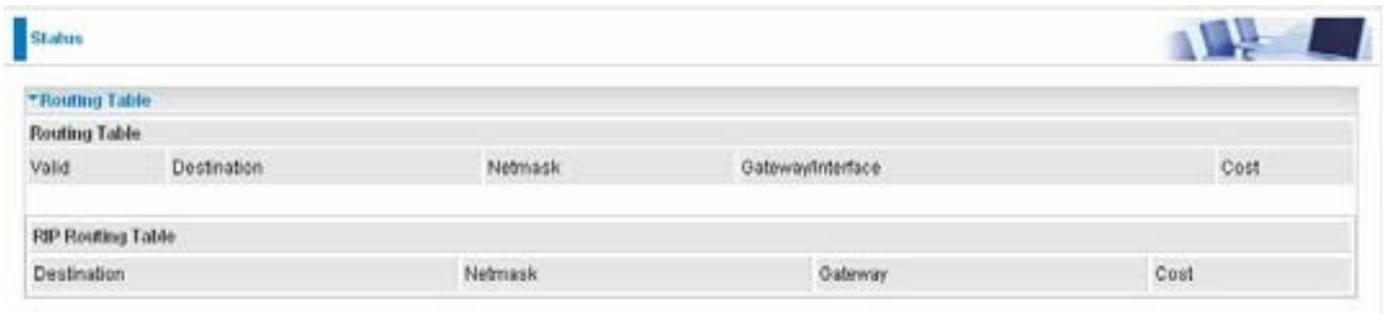 Status
Routing Table
Routing Table
Valid Destination Netmask Gateway/Interface Cost
RIP Routing Table
Destination Netmask Gateway Cost